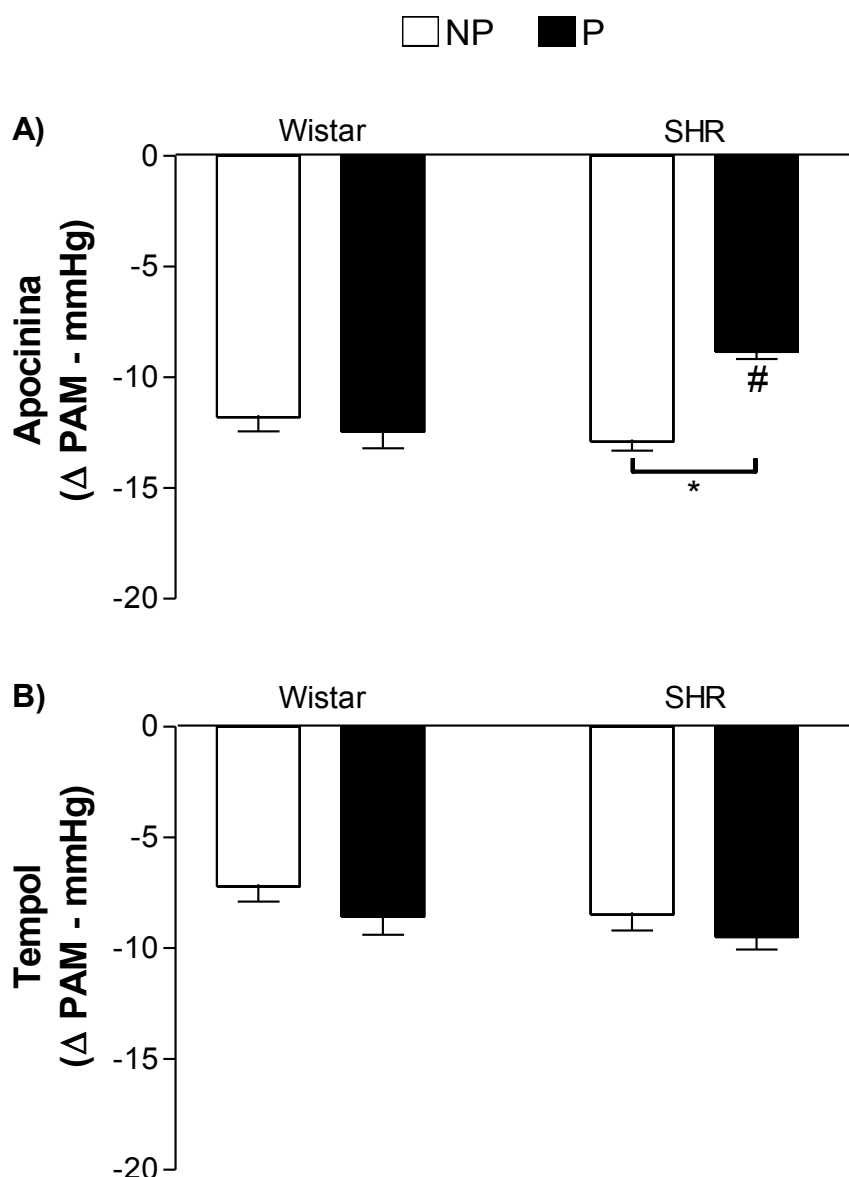 NP P
A)
Wistar SHR
Apocinina
(Δ PAM - mmHg)
0
-5
-10
-15
-20
#
*
B)
Wistar SHR
Tempol
(Δ PAM - mmHg)
0
-5
-10
-15
-20